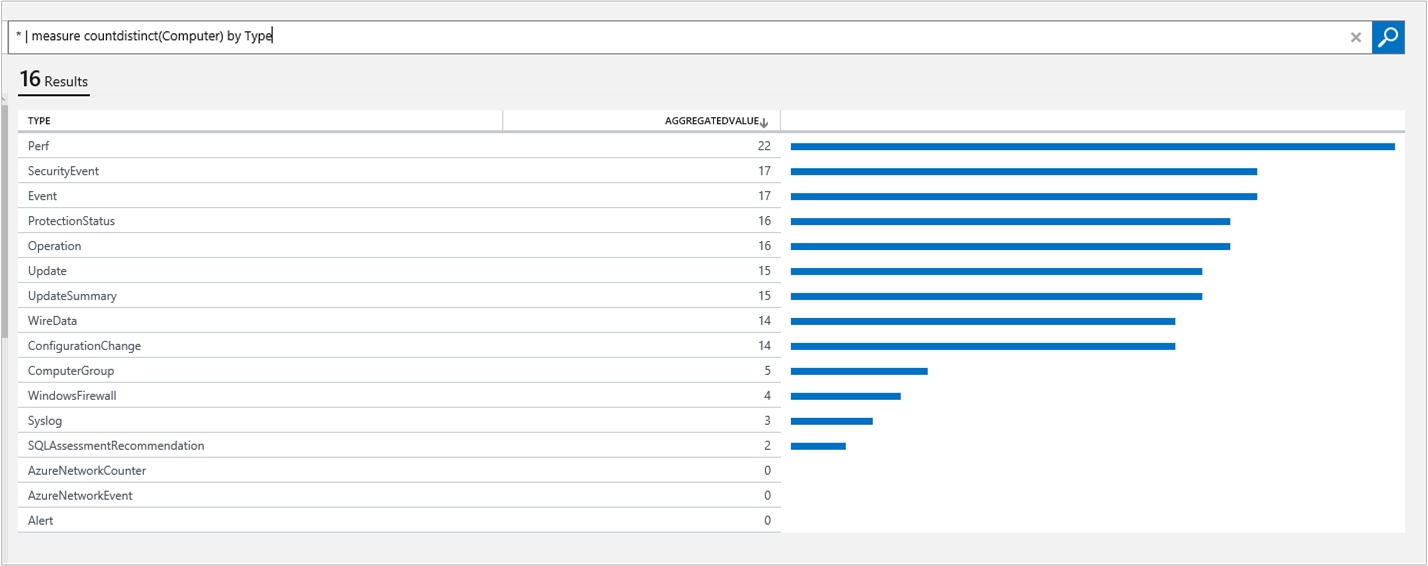 * | measure countdistinct(Computer) by Type
16 Results
TYPE AGGREGATEDVALUE
Perf 22
SecurityEvent 17
Event 17
ProtectionStatus 16
Operation 16
Update 15
UpdateSummary 15
WireData 14
ConfigurationChange 14
ComputerGroup 5
WindowsFirewall 4
Syslog 3
SQLAssessmentRecommendation 2
AzureNetworkCounter 0
AzureNetworkEvent 0
Alert 0